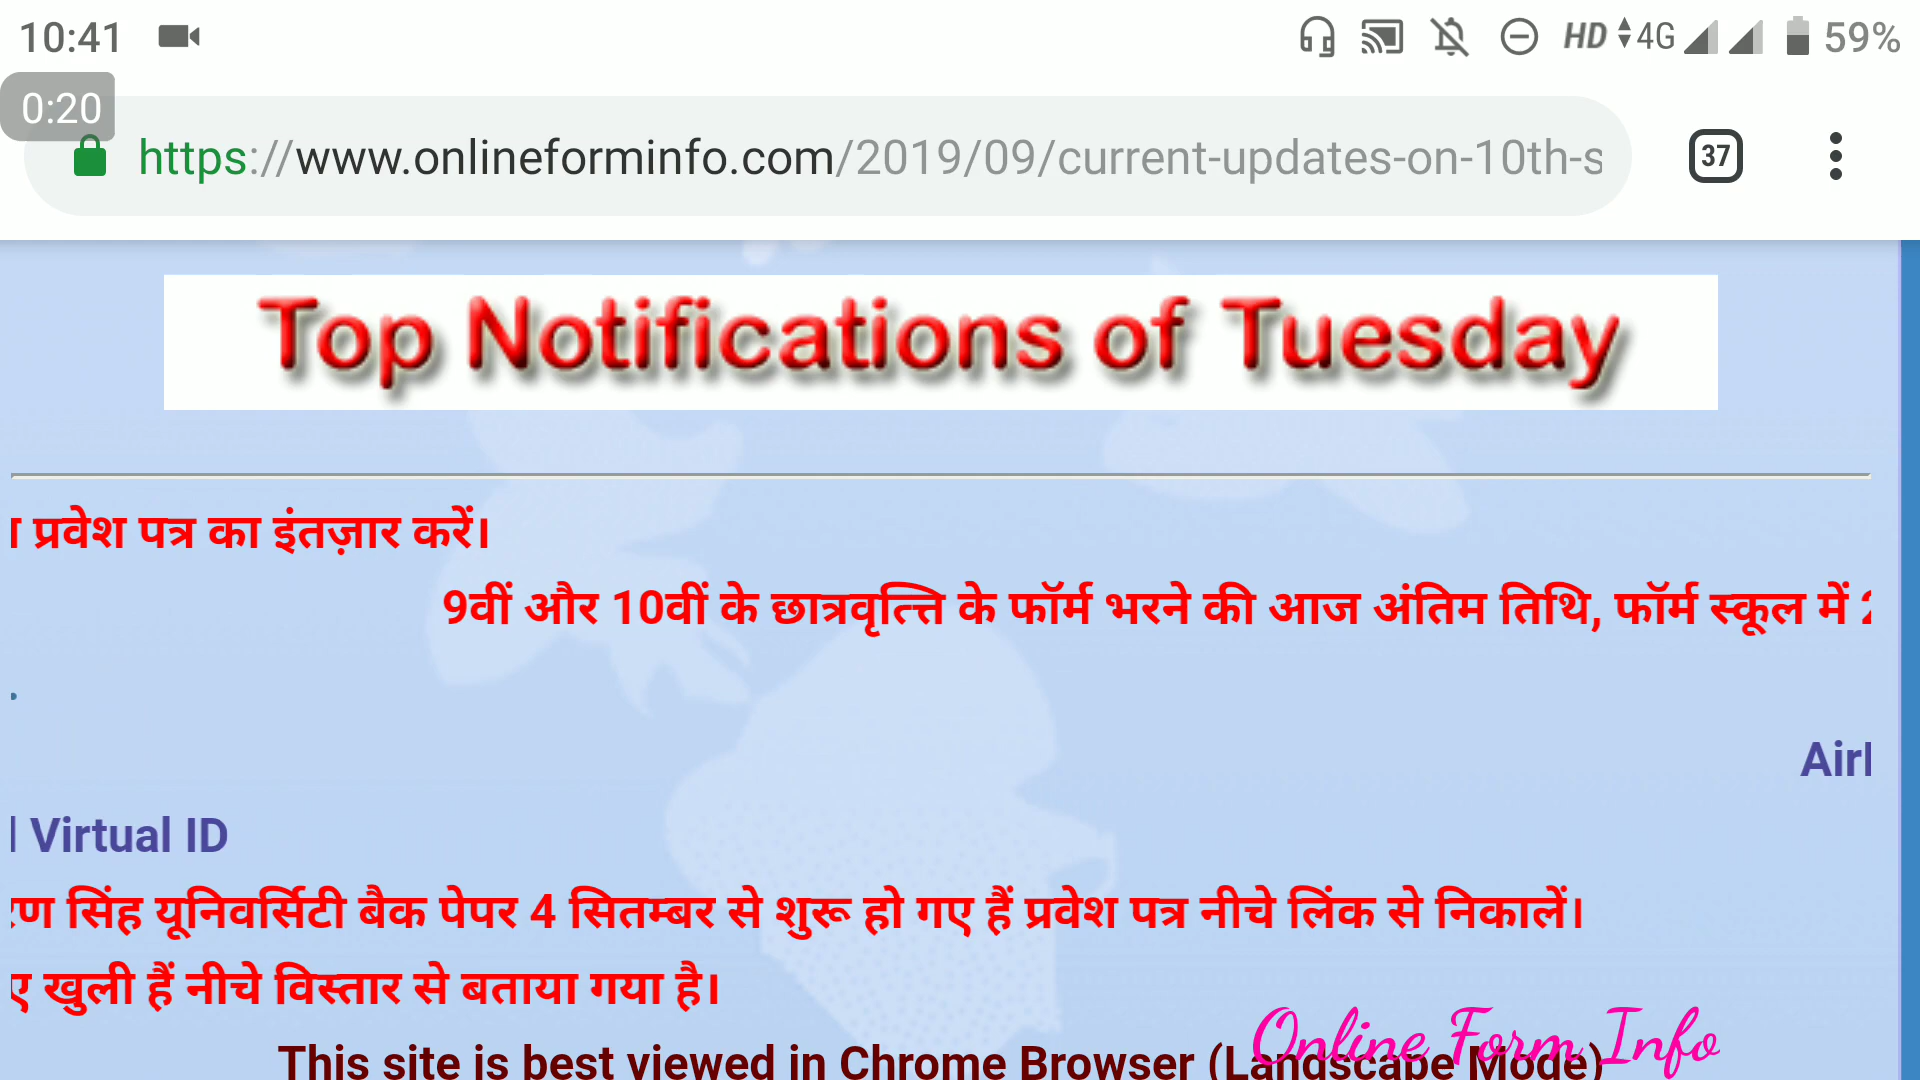 10:41 HD 4G 59%
0:20
https://www.onlineforminfo.com/2019/09/current-updates-on-10th-s 37
Top Notifications of Tuesday
प्रवेश पत्र का इंतज़ार करें।
9वीं और 10वीं के छात्रवृत्ति के फॉर्म भरने की आज अंतिम तिथि, फॉर्म स्कूल में
Virtual ID
सिंह यूनिवर्सिटी बैक पेपर 4 सितम्बर से शुरू हो गए हैं प्रवेश पत्र नीचे लिंक से निकालें।
खुली हैं नीचे विस्तार से बताया गया है।
Online Form Info
This site is best viewed in Chrome Browser (Landscape Mode)